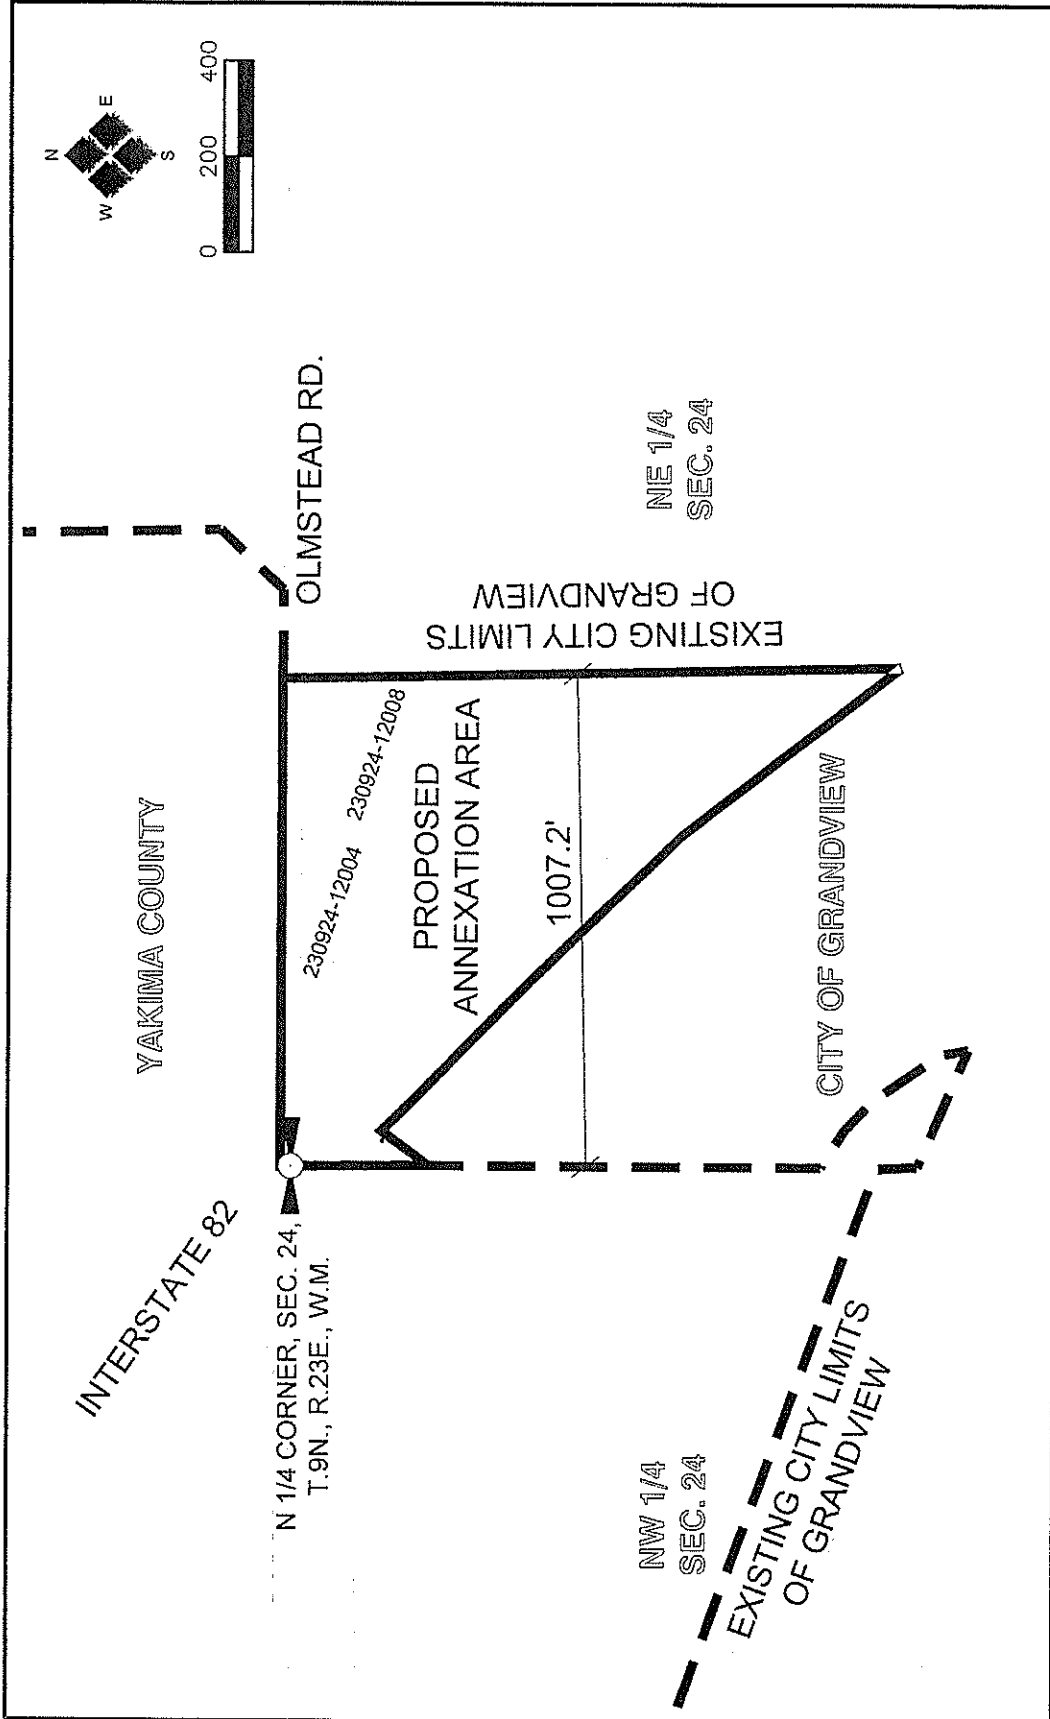 N
W
E
S
0 200 400
INTERSTATE 82
YAKIMA COUNTY
N 1/4 CORNER, SEC. 24,
T.9N., R.23E., W.M.
OLMSTEAD RD.
230924-12004
230924-12008
PROPOSED
ANNEXATION AREA
1007.2'
EXISTING CITY LIMITS
OF GRANDVIEW
NW 1/4
SEC. 24
NE 1/4
SEC. 24
CITY OF GRANDVIEW
EXISTING CITY LIMITS
OF GRANDVIEW